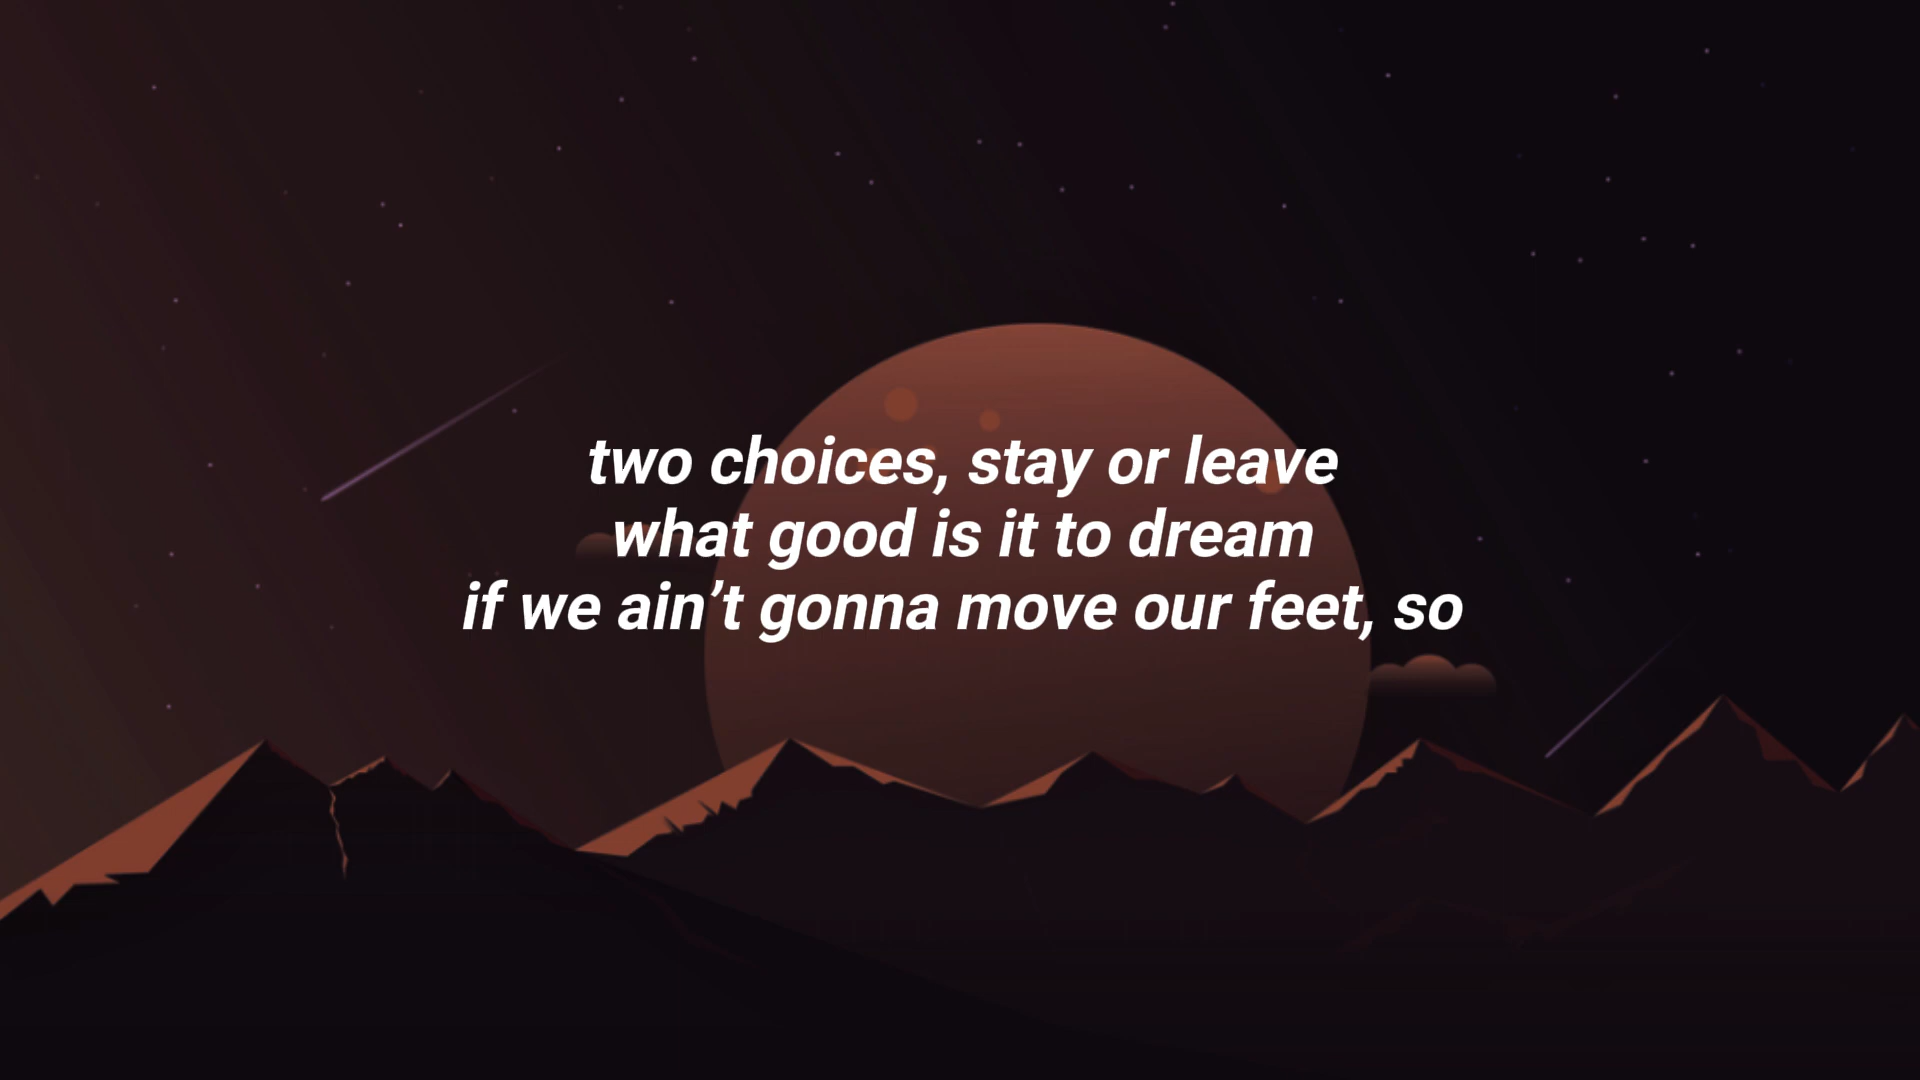 two choices, stay or leave
what good is it to dream
if we ain’t gonna move our feet, so